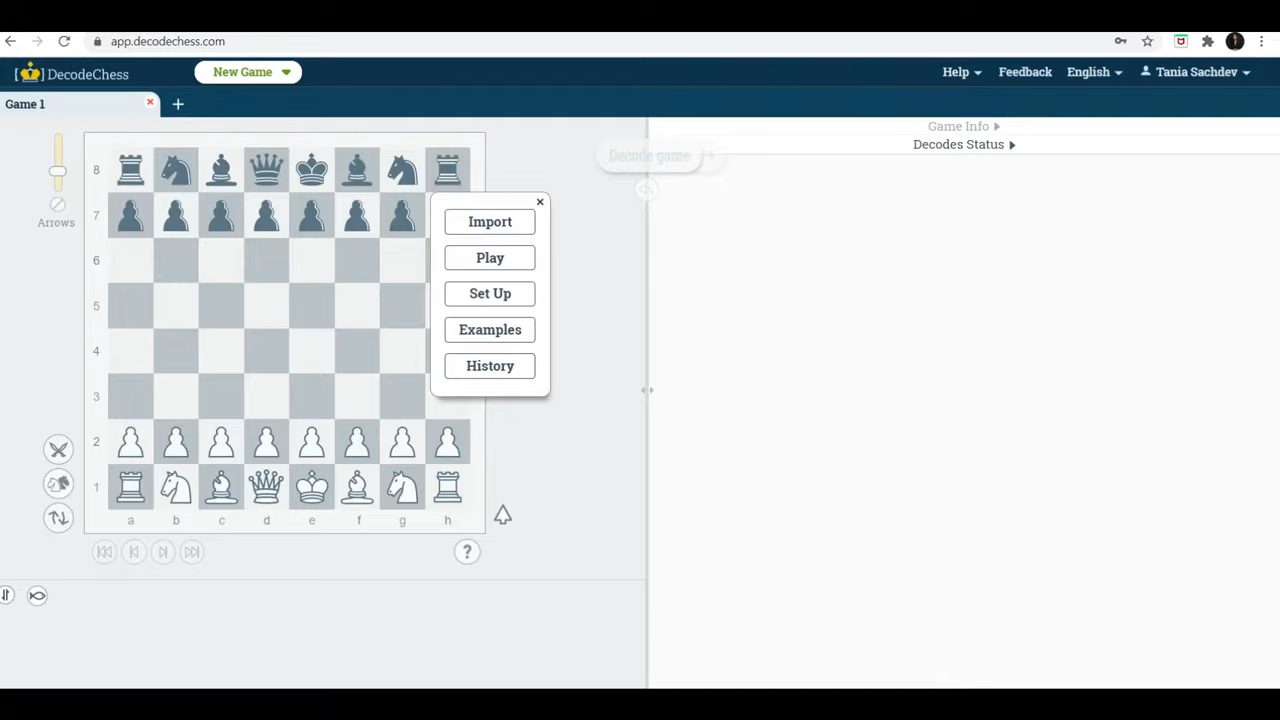 app.decodechess.com
DecodeChess
New Game
Help
Feedback
English
Tania Sachdev
Game 1
Game Info
Decodes Status
Decode game
Arrows
8
7
6
5
4
3
2
1
a b c d e f g h
Import
Play
Set Up
Examples
History
?